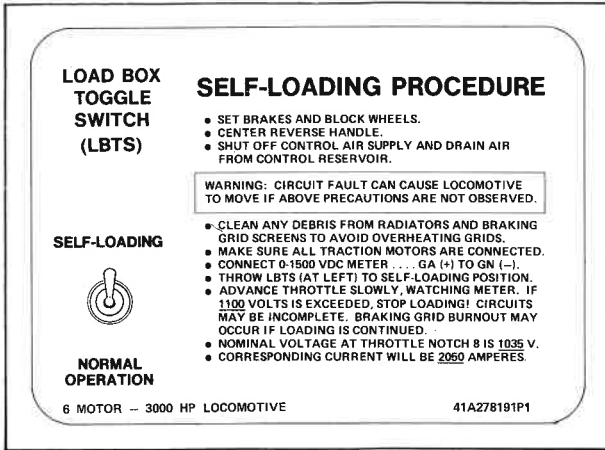 LOAD BOX
TOGGLE
SWITCH
(LBTS)
SELF-LOADING
NORMAL
OPERATION
SELF-LOADING PROCEDURE
• SET BRAKES AND BLOCK WHEELS.
• CENTER REVERSE HANDLE.
• SHUT OFF CONTROL AIR SUPPLY AND DRAIN AIR
FROM CONTROL RESERVOIR.
WARNING: CIRCUIT FAULT CAN CAUSE LOCOMOTIVE
TO MOVE IF ABOVE PRECAUTIONS ARE NOT OBSERVED.
• CLEAN ANY DEBRIS FROM RADIATORS AND BRAKING
GRID SCREENS TO AVOID OVERHEATING GRIDS.
• MAKE SURE ALL TRACTION MOTORS ARE CONNECTED.
• CONNECT 0-1500 VDC METER .... GA (+) TO GN (–).
• THROW LBTS (AT LEFT) TO SELF-LOADING POSITION.
• ADVANCE THROTTLE SLOWLY, WATCHING METER. IF
1100 VOLTS IS EXCEEDED, STOP LOADING! CIRCUITS
MAY BE INCOMPLETE. BRAKING GRID BURNOUT MAY
OCCUR IF LOADING IS CONTINUED.
• NOMINAL VOLTAGE AT THROTTLE NOTCH 8 IS 1035 V.
• CORRESPONDING CURRENT WILL BE 2060 AMPERES.
6 MOTOR – 3000 HP LOCOMOTIVE
41A278191P1